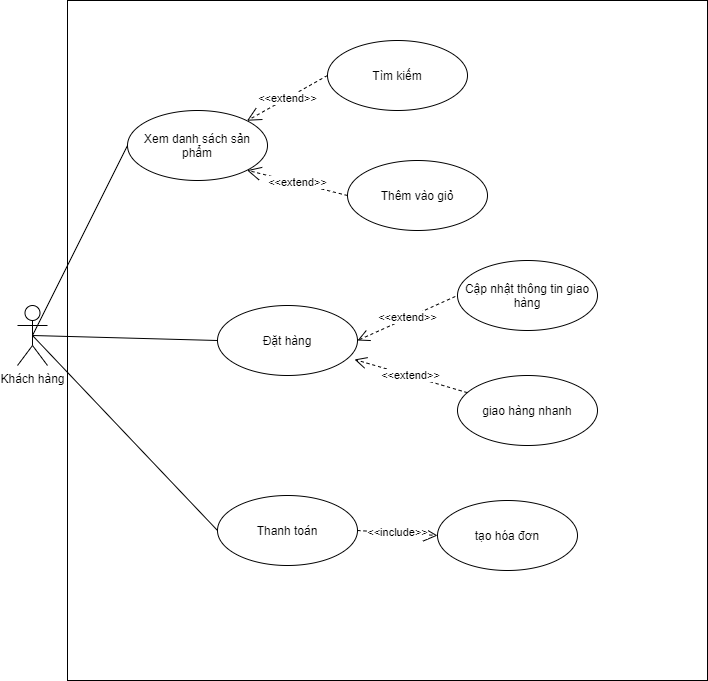 Tìm kiếm
<<extend>>
Xem danh sách sản
phẩm
<<extend>>
Thêm vào giỏ
Cập nhật thông tin giao
hàng
<<extend>>
Đặt hàng
Khách hàng
<<extend>>
giao hàng nhanh
Thanh toán
<<include>>
tạo hóa đơn